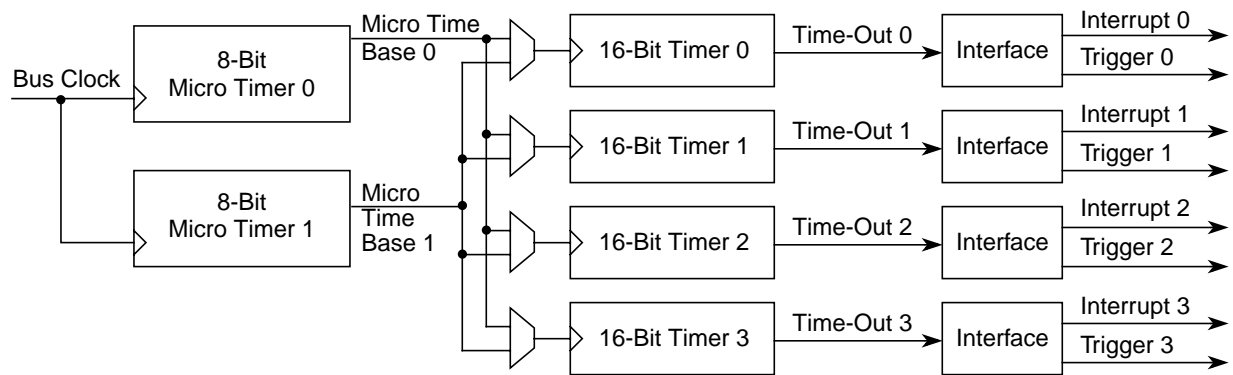 Bus Clock
8-Bit
Micro Timer 0
Micro Time
Base 0
16-Bit Timer 0
Time-Out 0
Interface
Interrupt 0
Trigger 0
16-Bit Timer 1
Time-Out 1
Interface
Interrupt 1
Trigger 1
8-Bit
Micro Timer 1
Micro
Time
Base 1
16-Bit Timer 2
Time-Out 2
Interface
Interrupt 2
Trigger 2
16-Bit Timer 3
Time-Out 3
Interface
Interrupt 3
Trigger 3